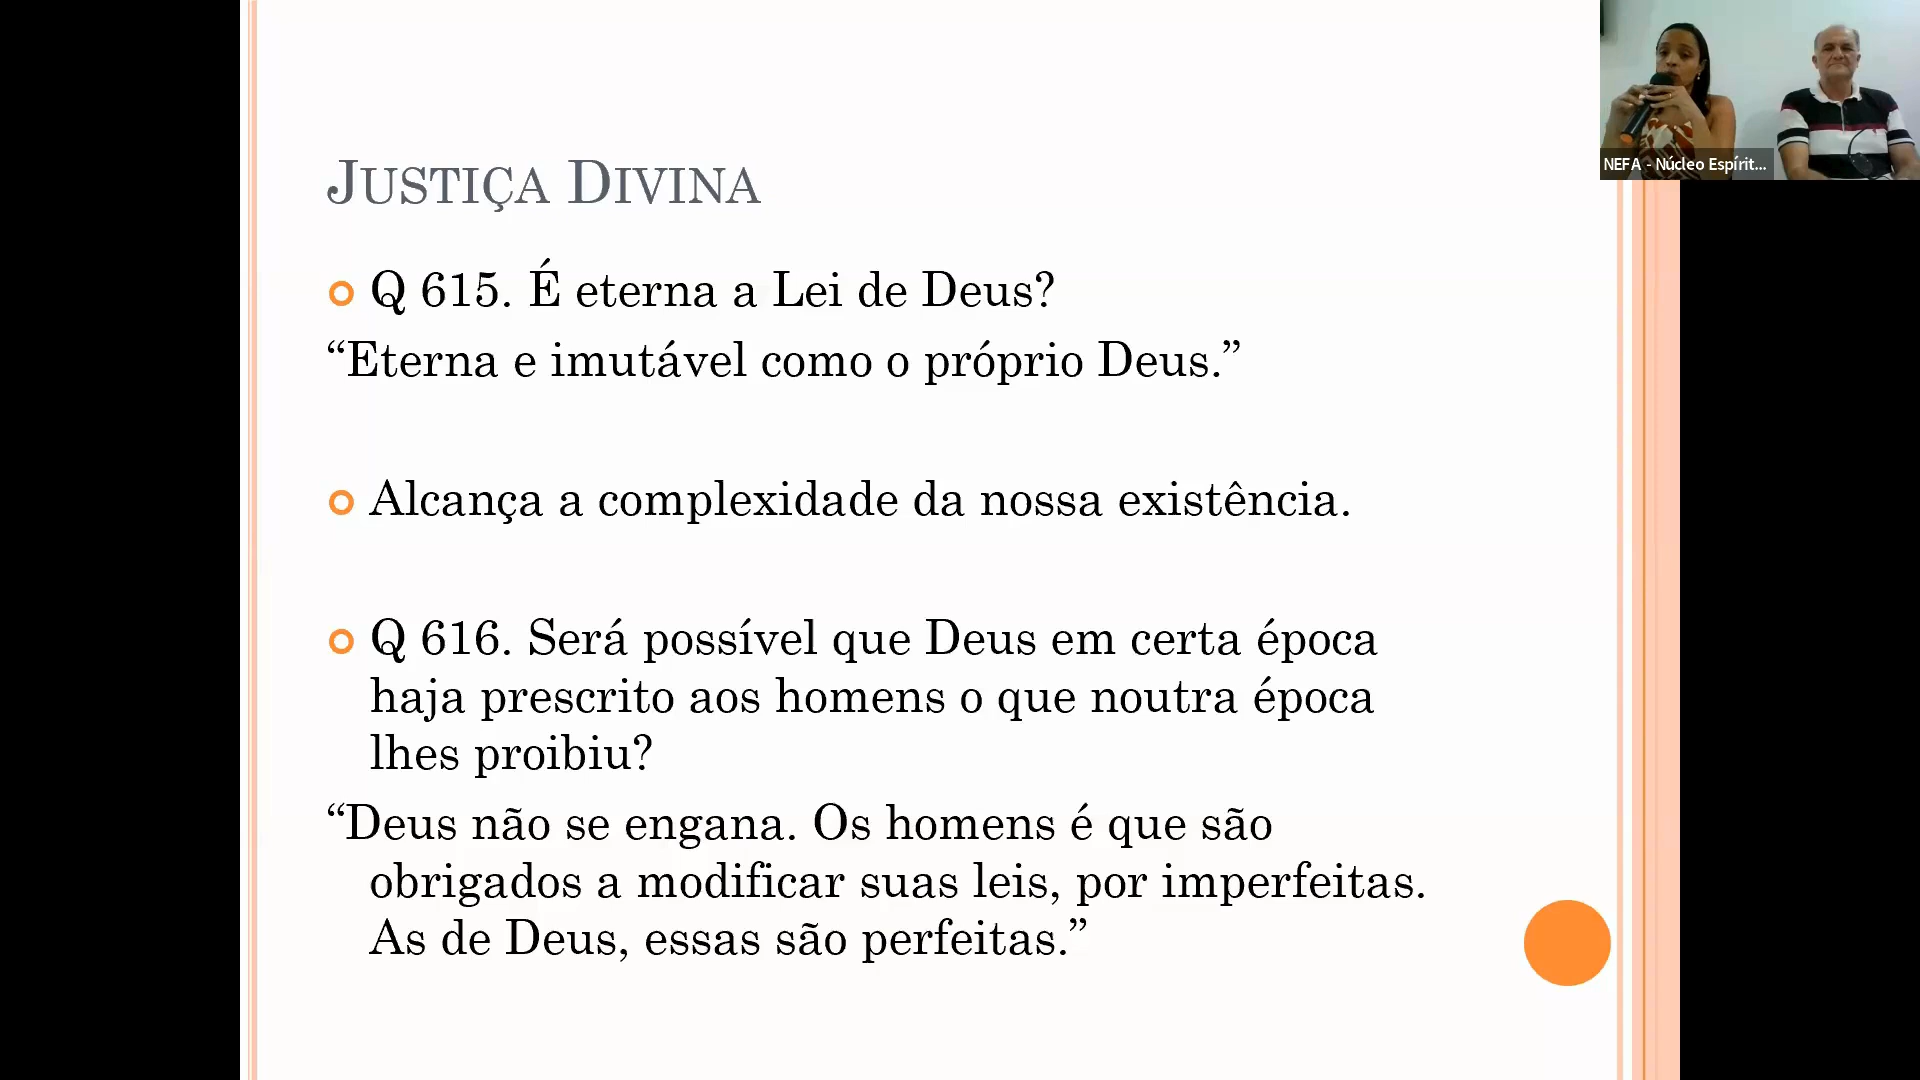 JUSTIÇA DIVINA
Q 615. É eterna a Lei de Deus?
“Eterna e imutável como o próprio Deus.”
Alcança a complexidade da nossa existência.
Q 616. Será possível que Deus em certa época
haja prescrito aos homens o que noutra época
lhes proibiu?
“Deus não se engana. Os homens é que são
obrigados a modificar suas leis, por imperfeitas.
As de Deus, essas são perfeitas.”
NEFA - Núcleo Espírit...